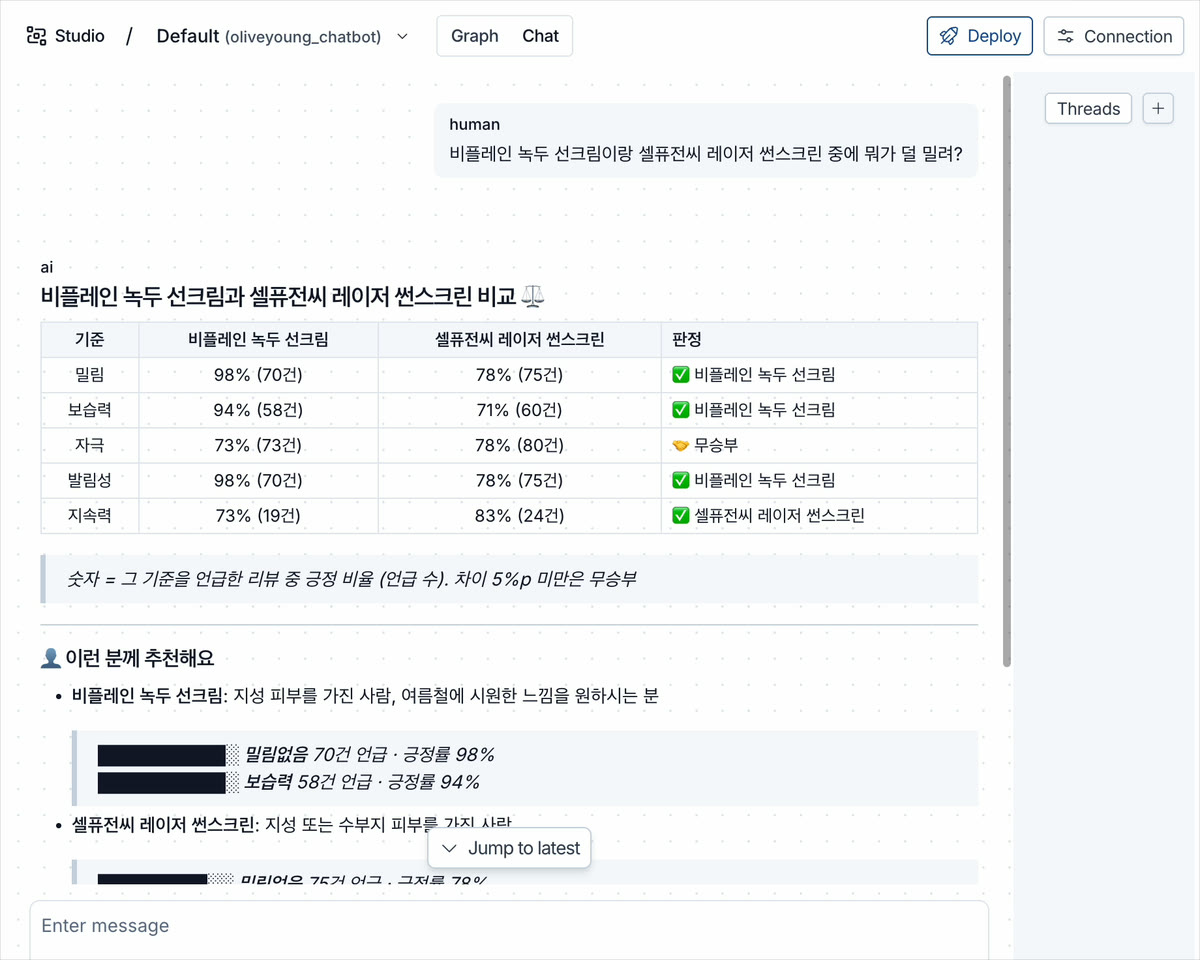 Studio / Default (oliveyoung_chatbot) Graph Chat Deploy Connection
Threads +
human
비플레인 녹두 선크림이랑 셀퓨전씨 레이저 썬스크린 중에 뭐가 덜 밀려?
ai
비플레인 녹두 선크림과 셀퓨전씨 레이저 썬스크린 비교 ⚖️
기준 비플레인 녹두 선크림 셀퓨전씨 레이저 썬스크린 판정
밀림 98% (70건) 78% (75건) ✅ 비플레인 녹두 선크림
보습력 94% (58건) 71% (60건) ✅ 비플레인 녹두 선크림
자극 73% (73건) 78% (80건) 🤝 무승부
발림성 98% (70건) 78% (75건) ✅ 비플레인 녹두 선크림
지속력 73% (19건) 83% (24건) ✅ 셀퓨전씨 레이저 썬스크린
숫자 = 그 기준을 언급한 리뷰 중 긍정 비율 (언급 수). 차이 5%p 미만은 무승부
👤 이런 분께 추천해요
• 비플레인 녹두 선크림: 지성 피부를 가진 사람, 여름철에 시원한 느낌을 원하시는 분
밀림없음 70건 언급 · 긍정률 98%
보습력 58건 언급 · 긍정률 94%
• 셀퓨전씨 레이저 썬스크린: 지성 또는 수부지 피부를 가진 사람
Jump to latest
밀림없음 75건 언급 · 긍정률 78%
Enter message